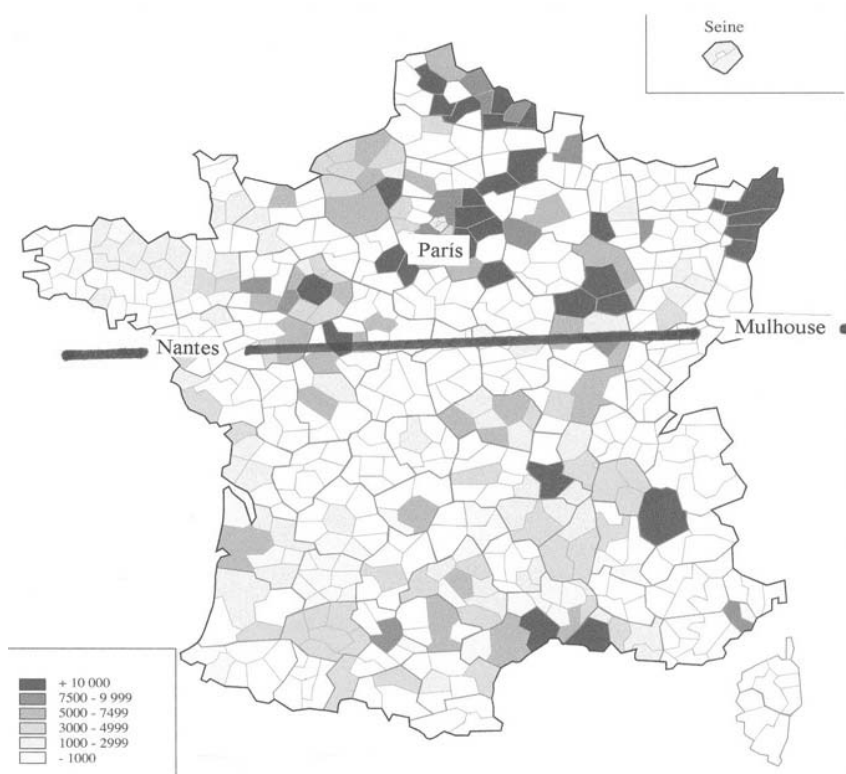 Seine
París
Nantes
Mulhouse
+ 10 000
7500 - 9 999
5000 - 7499
3000 - 4999
1000 - 2999
- 1000